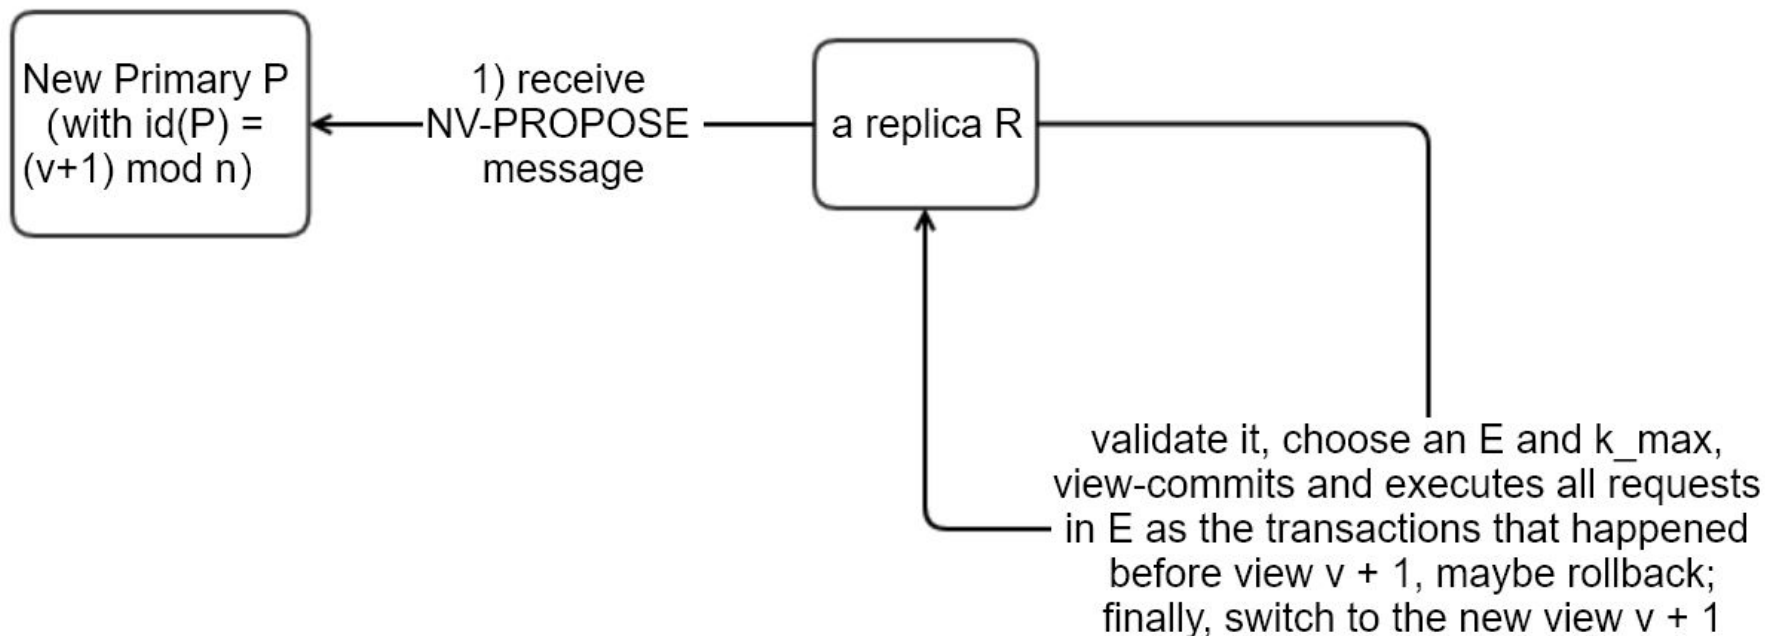 New Primary P
(with id(P) =
(v+1) mod n)
1) receive
NV-PROPOSE
message
a replica R
validate it, choose an E and k_max,
view-commits and executes all requests
in E as the transactions that happened
before view v + 1, maybe rollback;
finally, switch to the new view v + 1